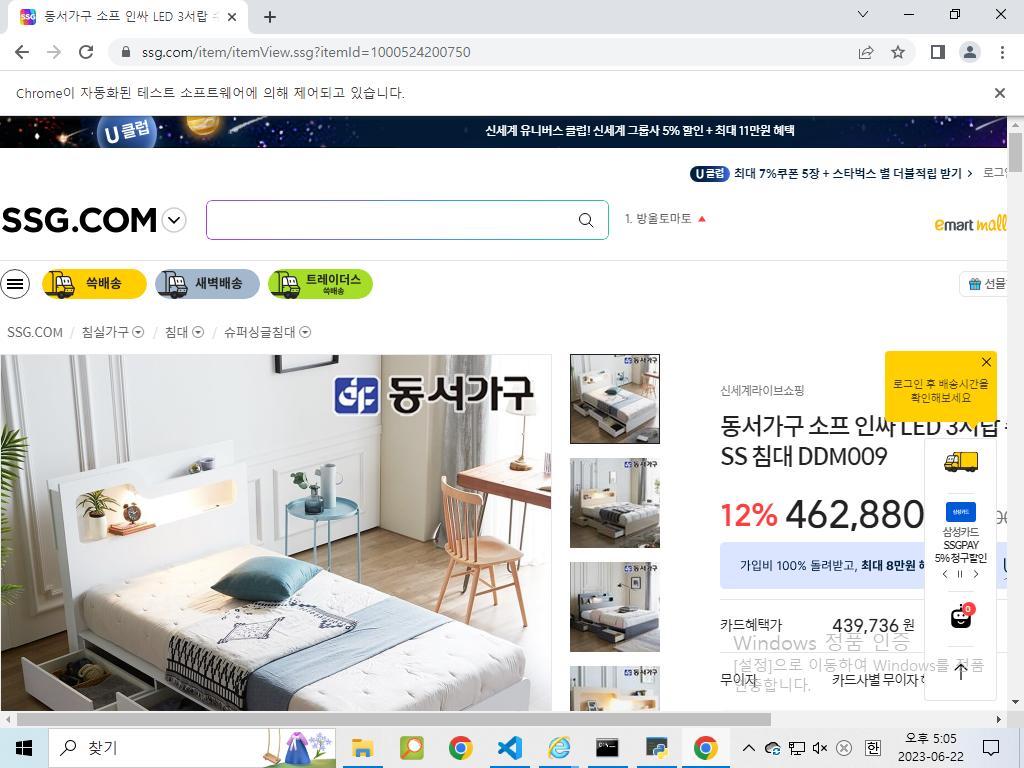 동서가구 소프 인싸 LED 3서랍
ssg.com/item/itemView.ssg?itemId=1000524200750
Chrome이 자동화된 테스트 소프트웨어에 의해 제어되고 있습니다.
U클럽 신세계 유니버스 클럽! 신세계 그룹사 5% 할인 + 최대 11만원 혜택
U클럽 최대 7%쿠폰 5장 + 스타벅스 별 더블적립 받기 > 로그인
SSG.COM 1. 방울토마토 emart mall
쓱배송 새벽배송 트레이더스 쓱배송 선물
SSG.COM / 침실가구 / 침대 / 슈퍼싱글침대
동서가구
신세계라이브쇼핑
로그인 후 배송시간을
확인해보세요
동서가구 소프 인싸 LED 3서랍
SS 침대 DDM009
12% 462,880
삼성카드
삼성카드
SSGPAY
5% 청구할인
가입비 100% 돌려받고, 최대 8만원
0
카드혜택가 439,736 원
Windows 정품 인증
[설정]으로 이동하여 Windows를 정품
인증합니다.
무이자 카드사별 무이자
찾기
오후 5:05
한
2023-06-22